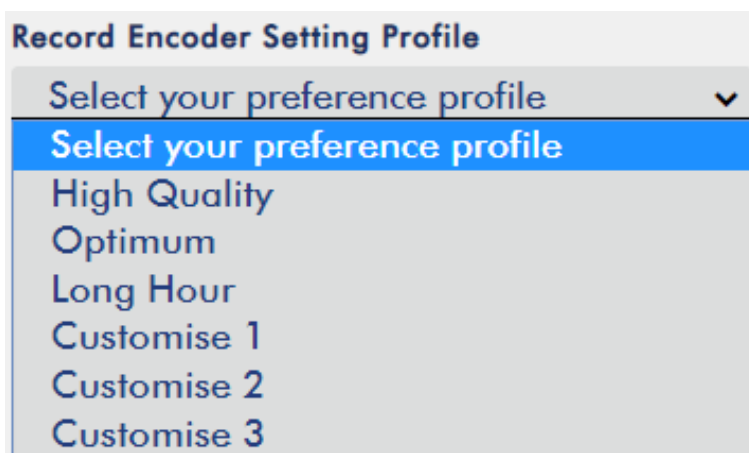 Record Encoder Setting Profile
Select your preference profile
Select your preference profile
High Quality
Optimum
Long Hour
Customise 1
Customise 2
Customise 3